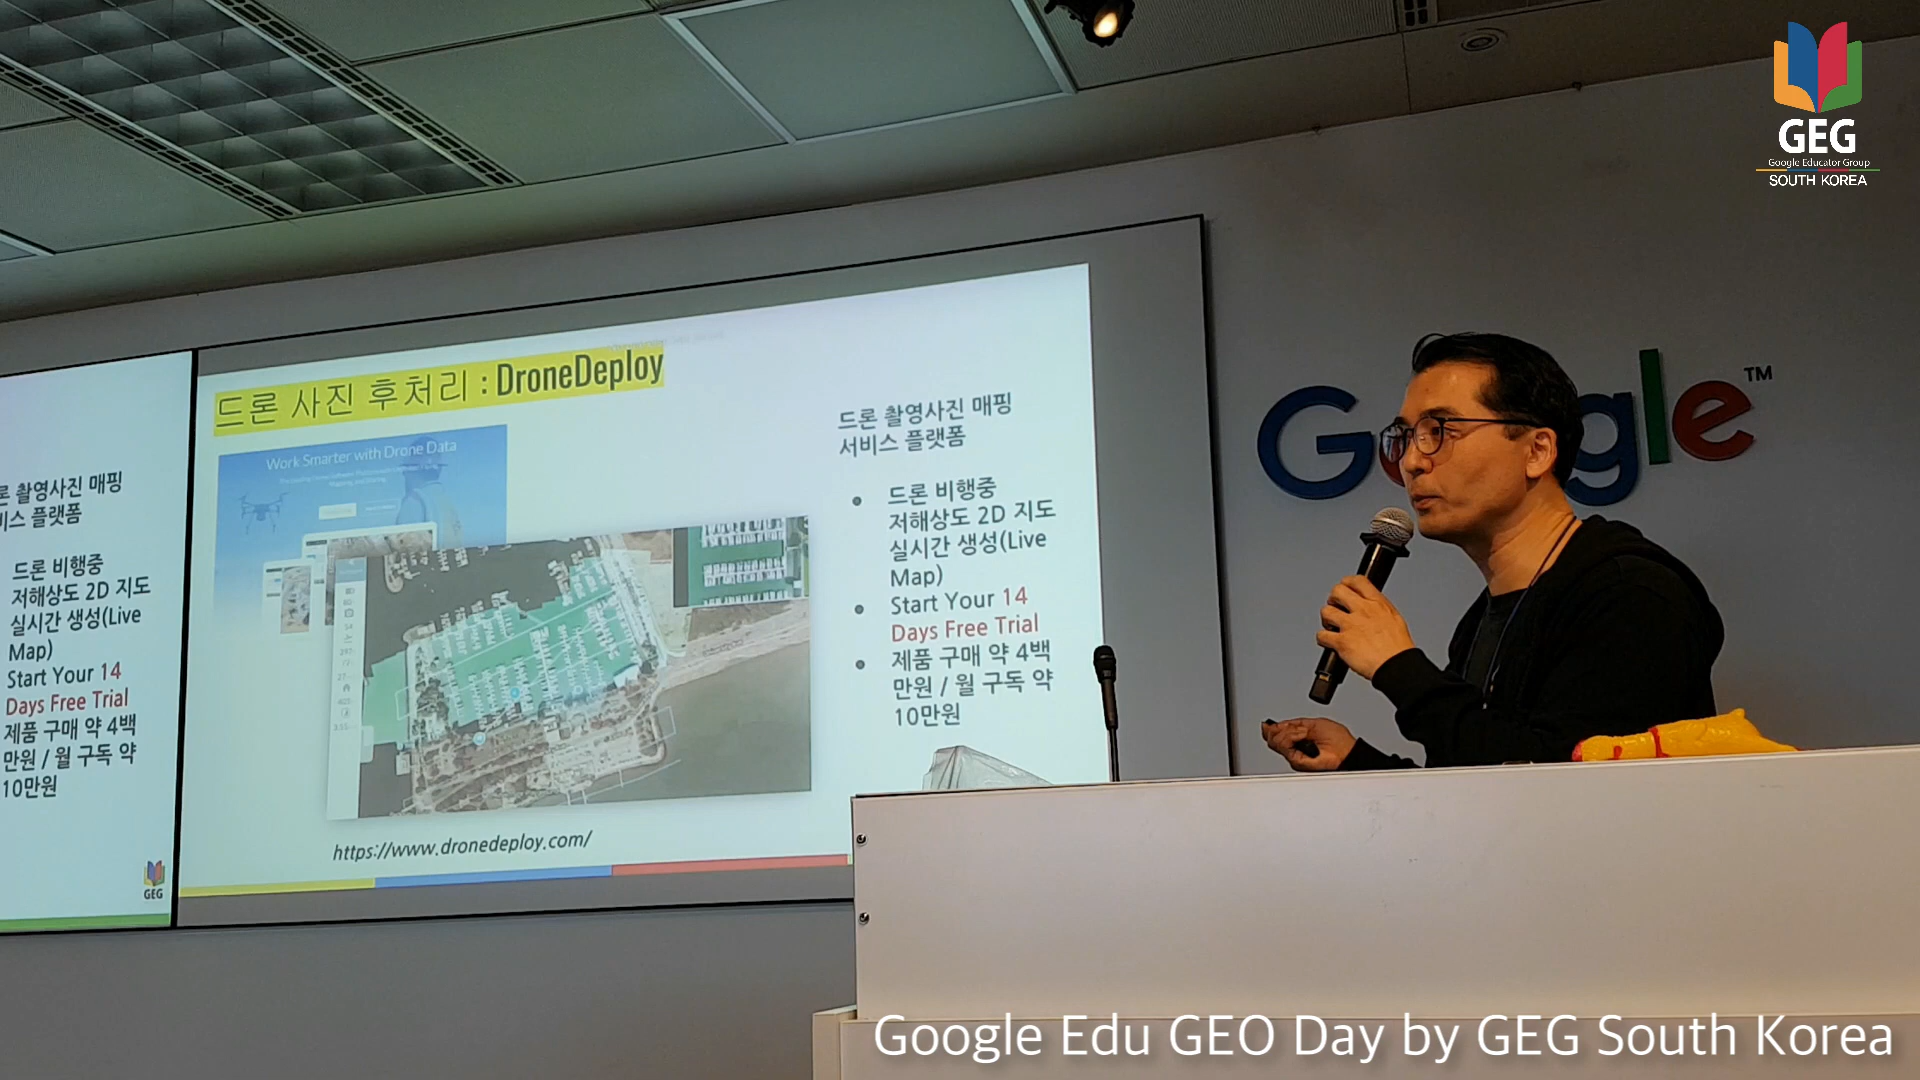 GEG
Google Educator Group
SOUTH KOREA
Google™
드론 사진 후처리 : DroneDeploy
Work Smarter with Drone Data
드론 촬영사진 매핑
서비스 플랫폼
드론 비행중
저해상도 2D 지도
실시간 생성(Live
Map)
Start Your 14
Days Free Trial
제품 구매 약 4백
만원 / 월 구독 약
10만원
https://www.dronedeploy.com/
촬영사진 매핑
플랫폼
드론 비행중
저해상도 2D 지도
실시간 생성(Live
Map)
Start Your 14
Days Free Trial
제품 구매 약 4백
만원 / 월 구독 약
10만원
GEG
Google Edu GEO Day by GEG South Korea